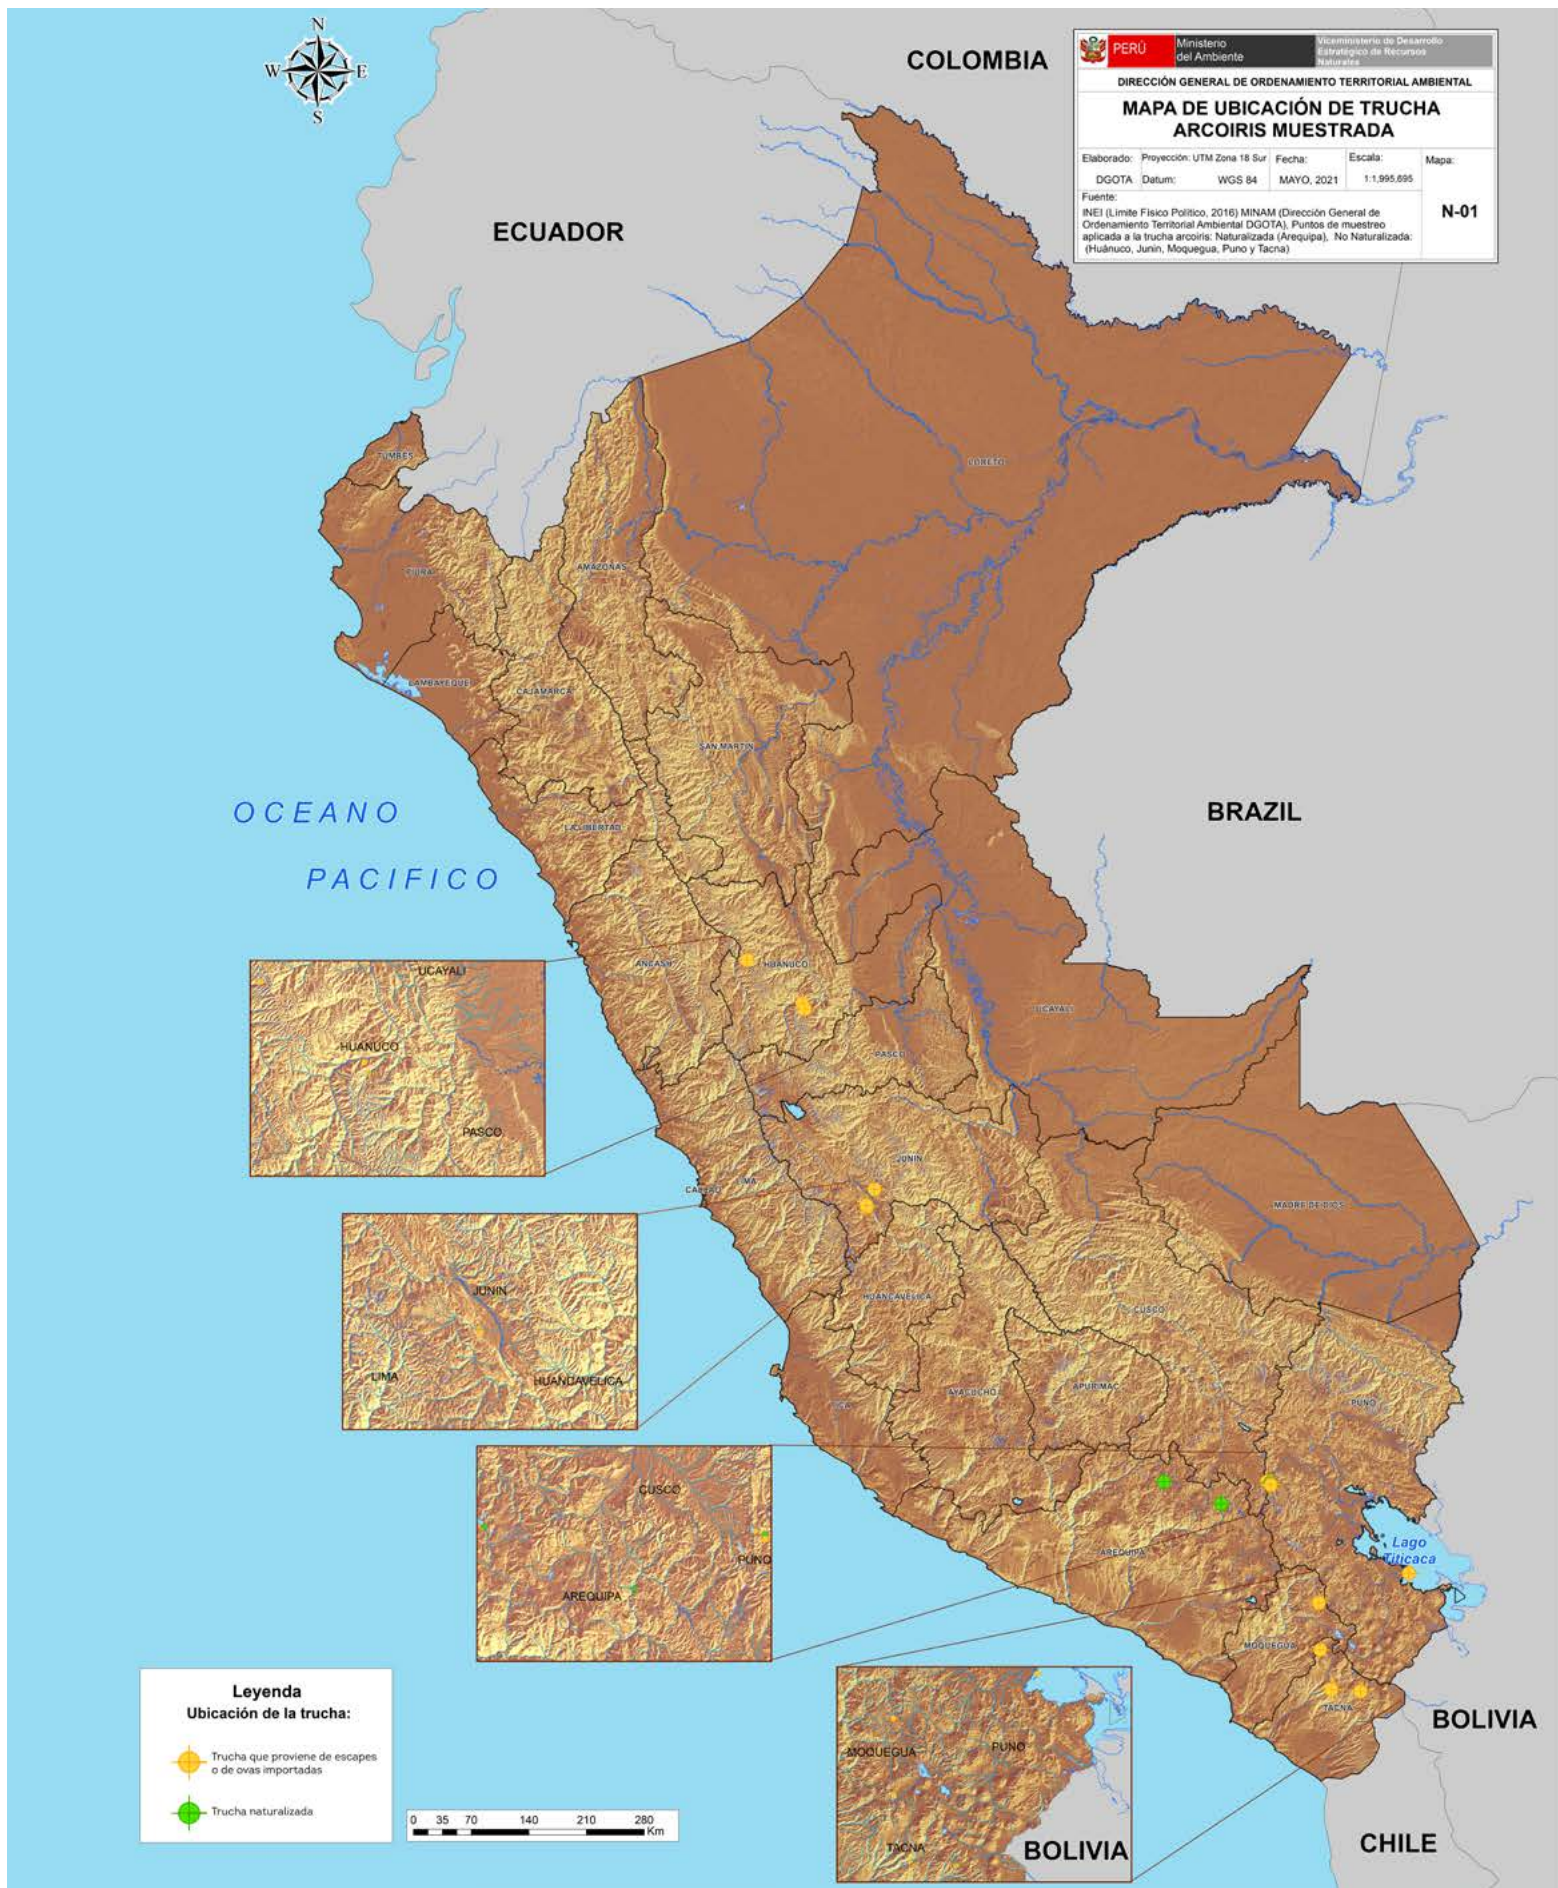 N
W E
S
COLOMBIA
PERÚ
Ministerio
del Ambiente
Viceministerio de Desarrollo
Estratégico de Recursos
Naturales
DIRECCIÓN GENERAL DE ORDENAMIENTO TERRITORIAL AMBIENTAL
MAPA DE UBICACIÓN DE TRUCHA
ARCOIRIS MUESTRADA
Elaborado:
DGOTA
Proyección: UTM Zona 18 Sur
Datum: WGS 84
Fecha:
MAYO, 2021
Escala:
1:1,995,695
Mapa:
N-01
Fuente:
INEI (Limite Físico Político, 2016) MINAM (Dirección General de
Ordenamiento Territorial Ambiental DGOTA), Puntos de muestreo
aplicada a la trucha arcoiris: Naturalizada (Arequipa), No Naturalizada:
(Huánuco, Junin, Moquegua, Puno y Tacna)
ECUADOR
TUMBES
LORETO
PIURA
AMAZONAS
LAMBAYEQUE
CAJAMARCA
SAN MARTIN
OCEANO
PACIFICO
BRAZIL
LA LIBERTAD
ANCASH
HUANUCO
UCAYALI
PASCO
JUNIN
LIMA
CALLAO
MADRE DE DIOS
HUANCAVELICA
CUSCO
AYACUCHO
APURIMAC
ICA
PUNO
AREQUIPA
Lago
Titicaca
MOQUEGUA
TACNA
BOLIVIA
CHILE
UCAYALI
HUANUCO
PASCO
JUNIN
LIMA
HUANCAVELICA
CUSCO
PUNO
AREQUIPA
MOQUEGUA
PUNO
TACNA
BOLIVIA
Leyenda
Ubicación de la trucha:
Trucha que proviene de escapes
o de ovas importadas
Trucha naturalizada
0 35 70 140 210 280
Km